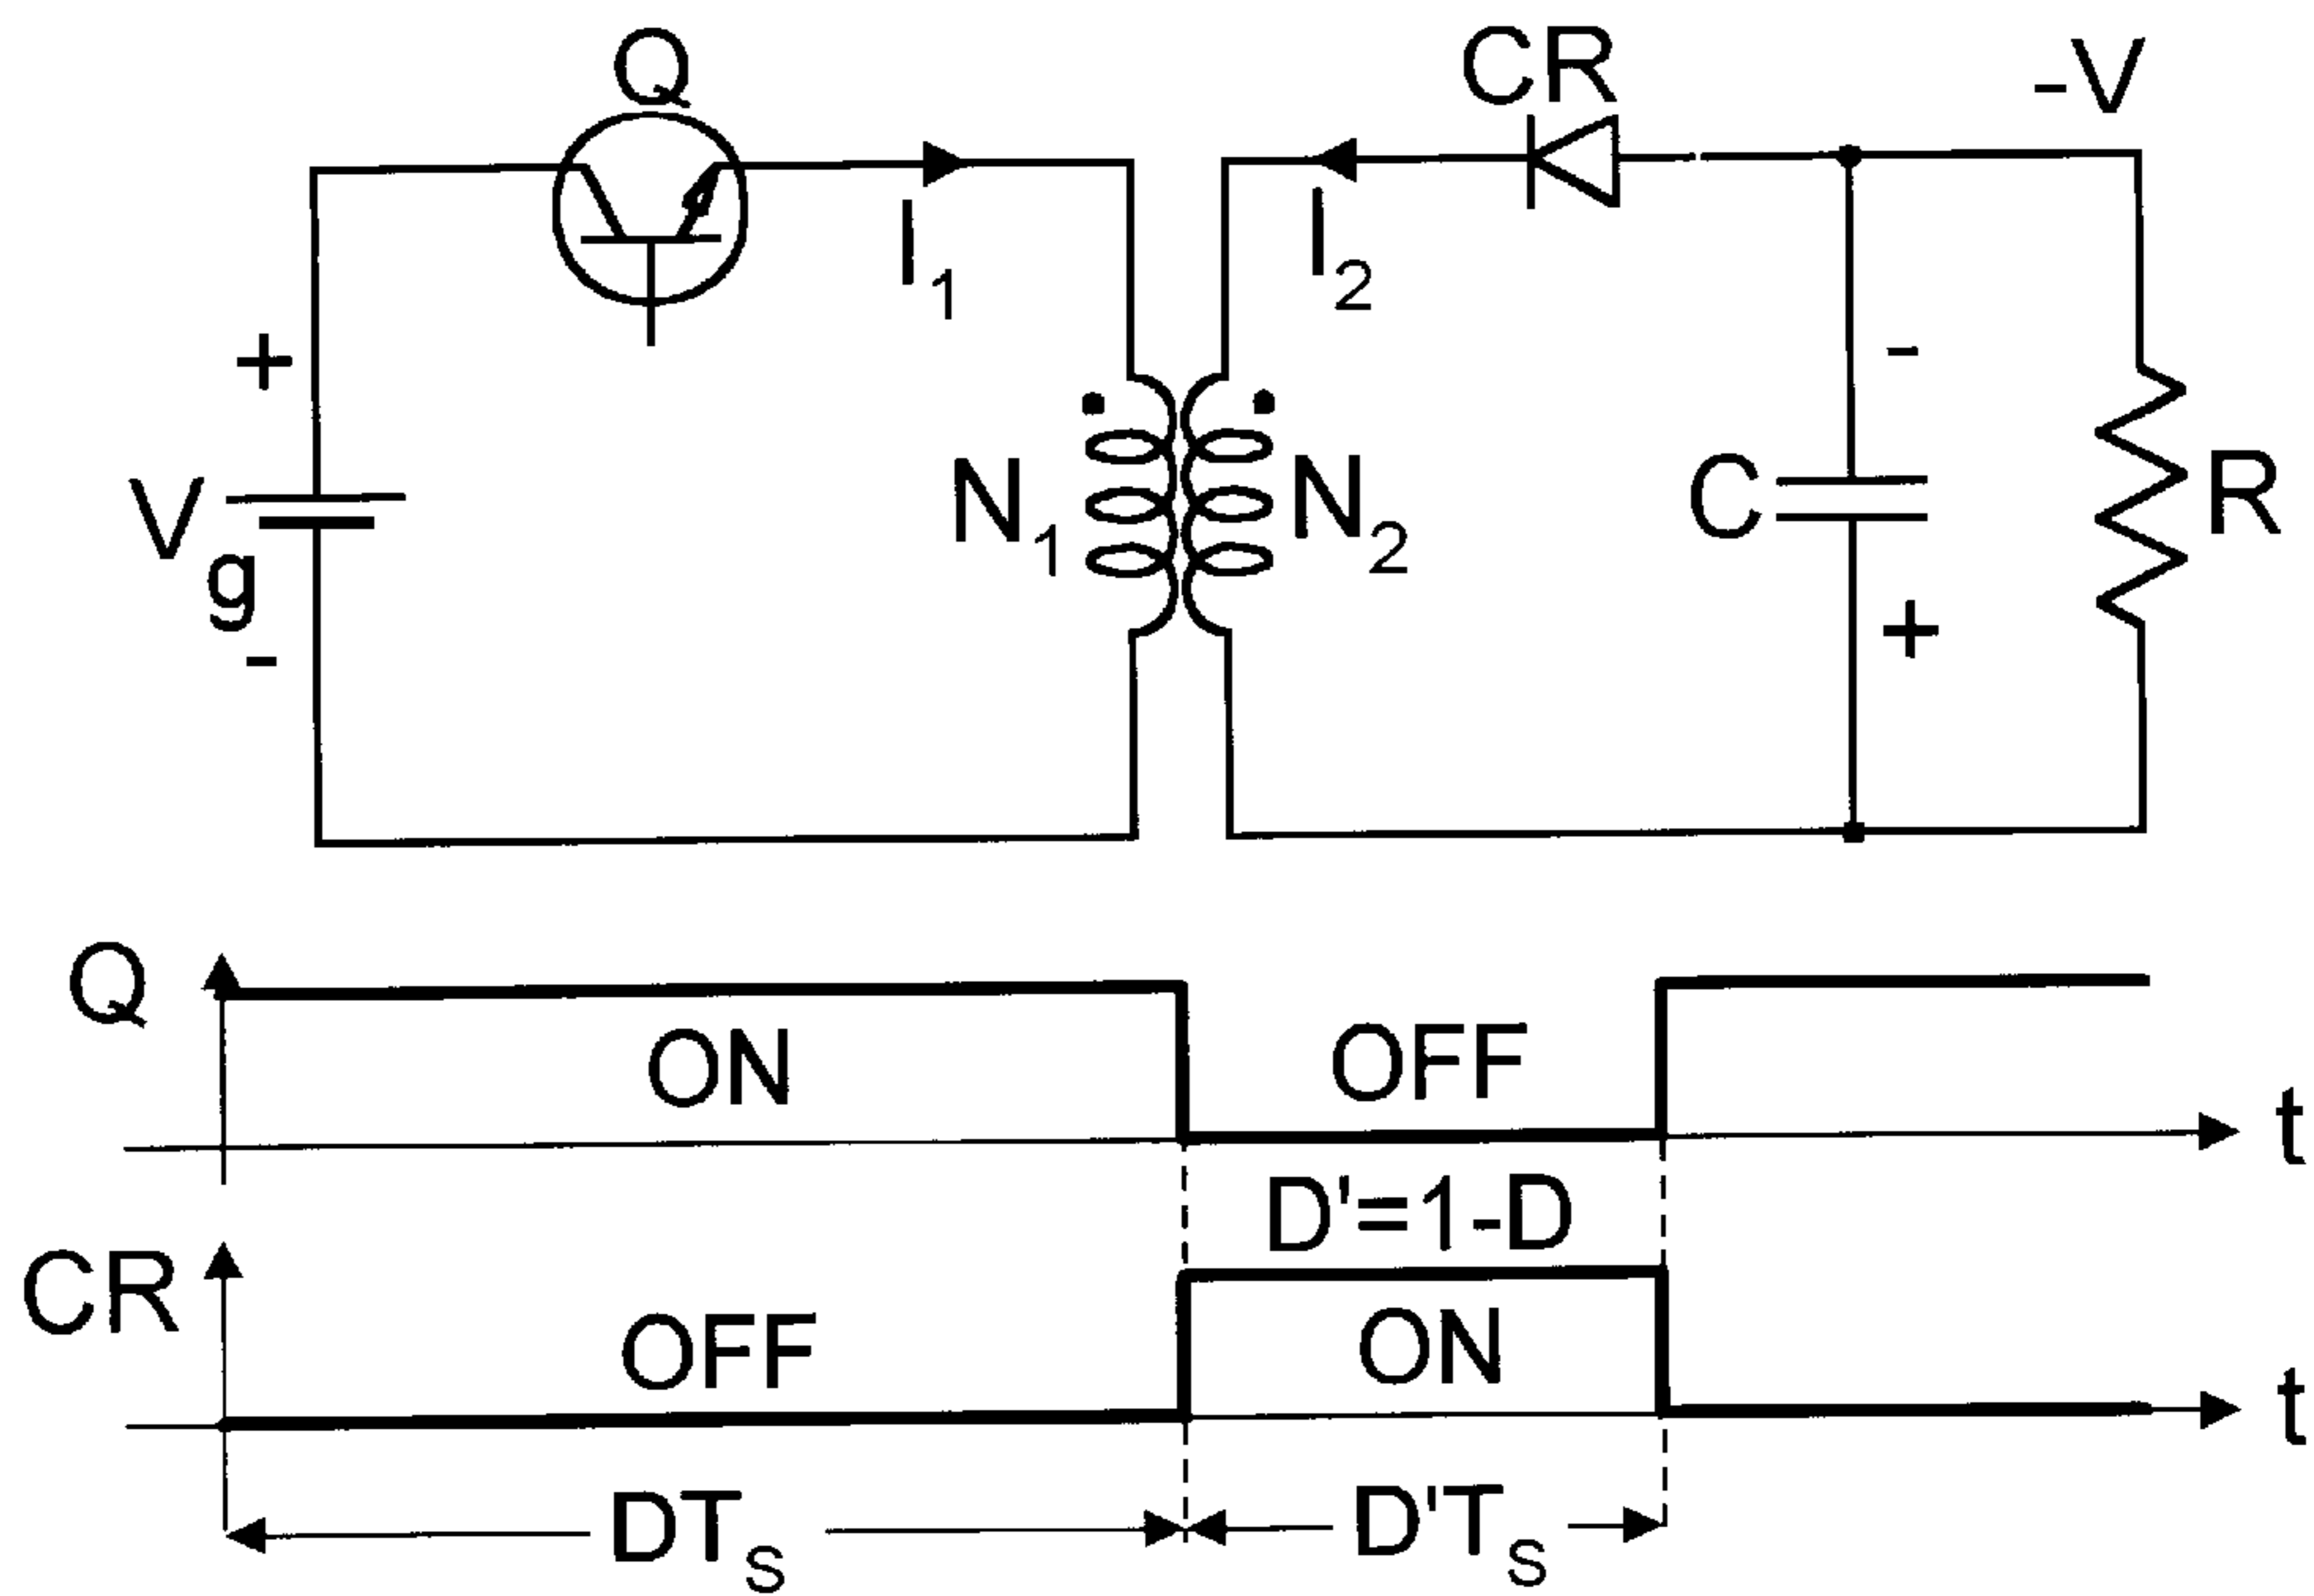 Q
CR
-V
I1
I2
+
-
Vg
N1
N2
C
R
-
+
Q
ON
OFF
t
D'=1-D
CR
OFF
ON
t
DTS
D'TS